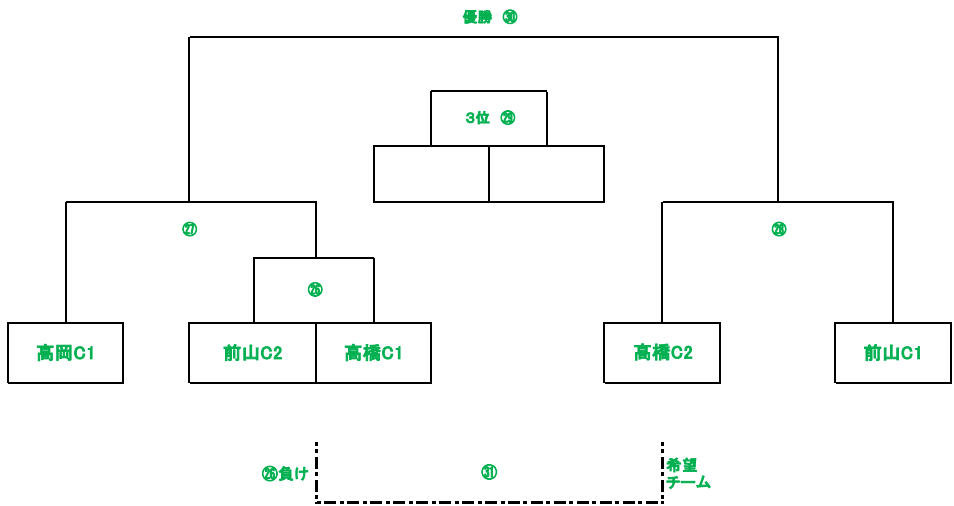 優勝 ㉚
３位 ㉙
㉗
㉘
㉖
高岡C1
前山C2
高橋C1
高橋C2
前山C1
㉖負け
㉛
希望
チーム